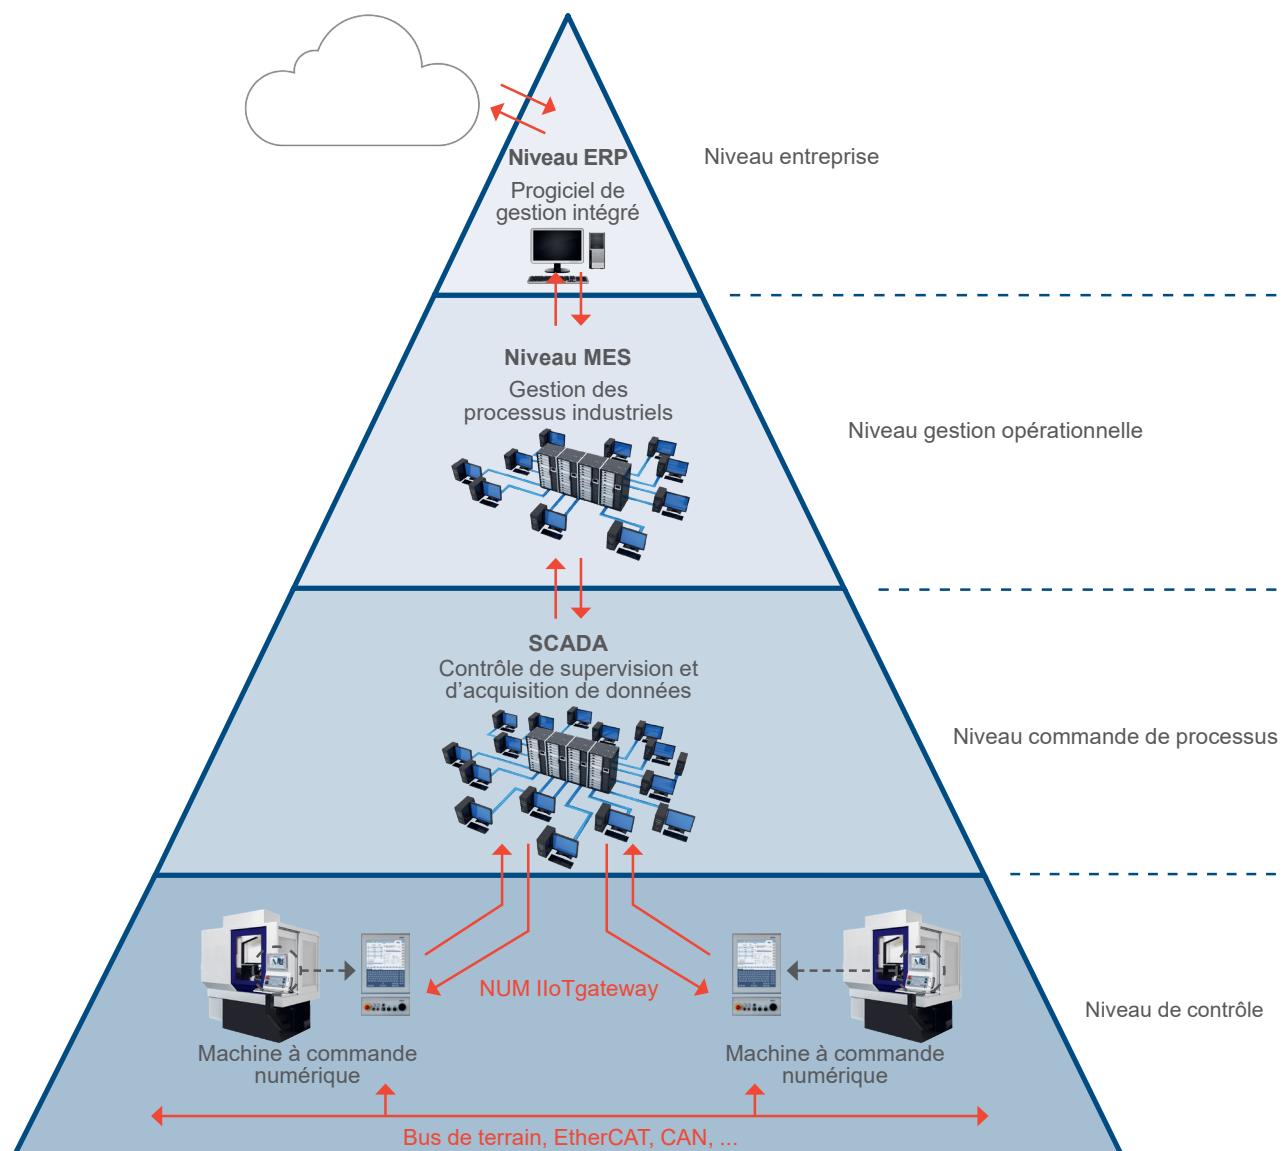 Niveau ERP
Progiciel de
gestion intégré
Niveau entreprise
Niveau MES
Gestion des
processus industriels
Niveau gestion opérationnelle
SCADA
Contrôle de supervision et
d’acquisition de données
Niveau commande de processus
NUM IIoTgateway
Niveau de contrôle
Machine à commande
numérique
Machine à commande
numérique
Bus de terrain, EtherCAT, CAN, ...